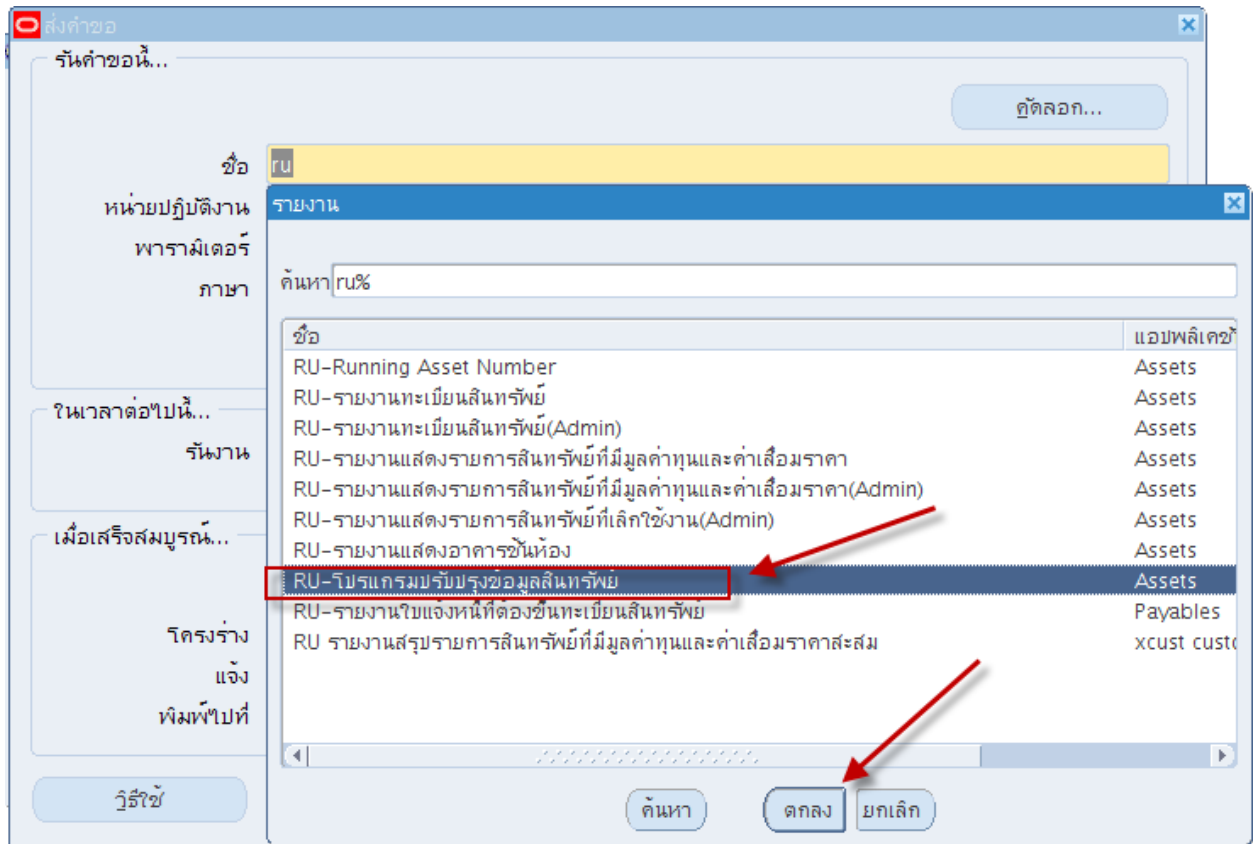 ส่งคำขอ
รันคำขอนี้...
คัดลอก...
ชื่อ ru
หน่วยปฏิบัติงาน
พารามิเตอร์
ภาษา
รายงาน
ค้นหา ru%
ชื่อ แอปพลิเคชั
RU-Running Asset Number Assets
RU-รายงานทะเบียนสินทรัพย์ Assets
RU-รายงานทะเบียนสินทรัพย์(Admin) Assets
RU-รายงานแสดงรายการสินทรัพย์ที่มีมูลค่าทุนและค่าเสื่อมราคา Assets
RU-รายงานแสดงรายการสินทรัพย์ที่มีมูลค่าทุนและค่าเสื่อมราคา(Admin) Assets
RU-รายงานแสดงรายการสินทรัพย์ที่เลิกใช้งาน(Admin) Assets
RU-รายงานแสดงอาคารชั้นห้อง Assets
RU-โปรแกรมปรับปรุงข้อมูลสินทรัพย์ Assets
RU-รายงานใบแจ้งหนี้ที่ต้องขึ้นทะเบียนสินทรัพย์ Payables
RU รายงานสรุปรายการสินทรัพย์ที่มีมูลค่าทุนและค่าเสื่อมราคาสะสม xcust custo
ค้นหา ตกลง ยกเลิก
ในเวลาต่อไปนี้...
รันงาน
เมื่อเสร็จสมบูรณ์...
โครงร่าง
แจ้ง
พิมพ์ไปที่
วิธีใช้